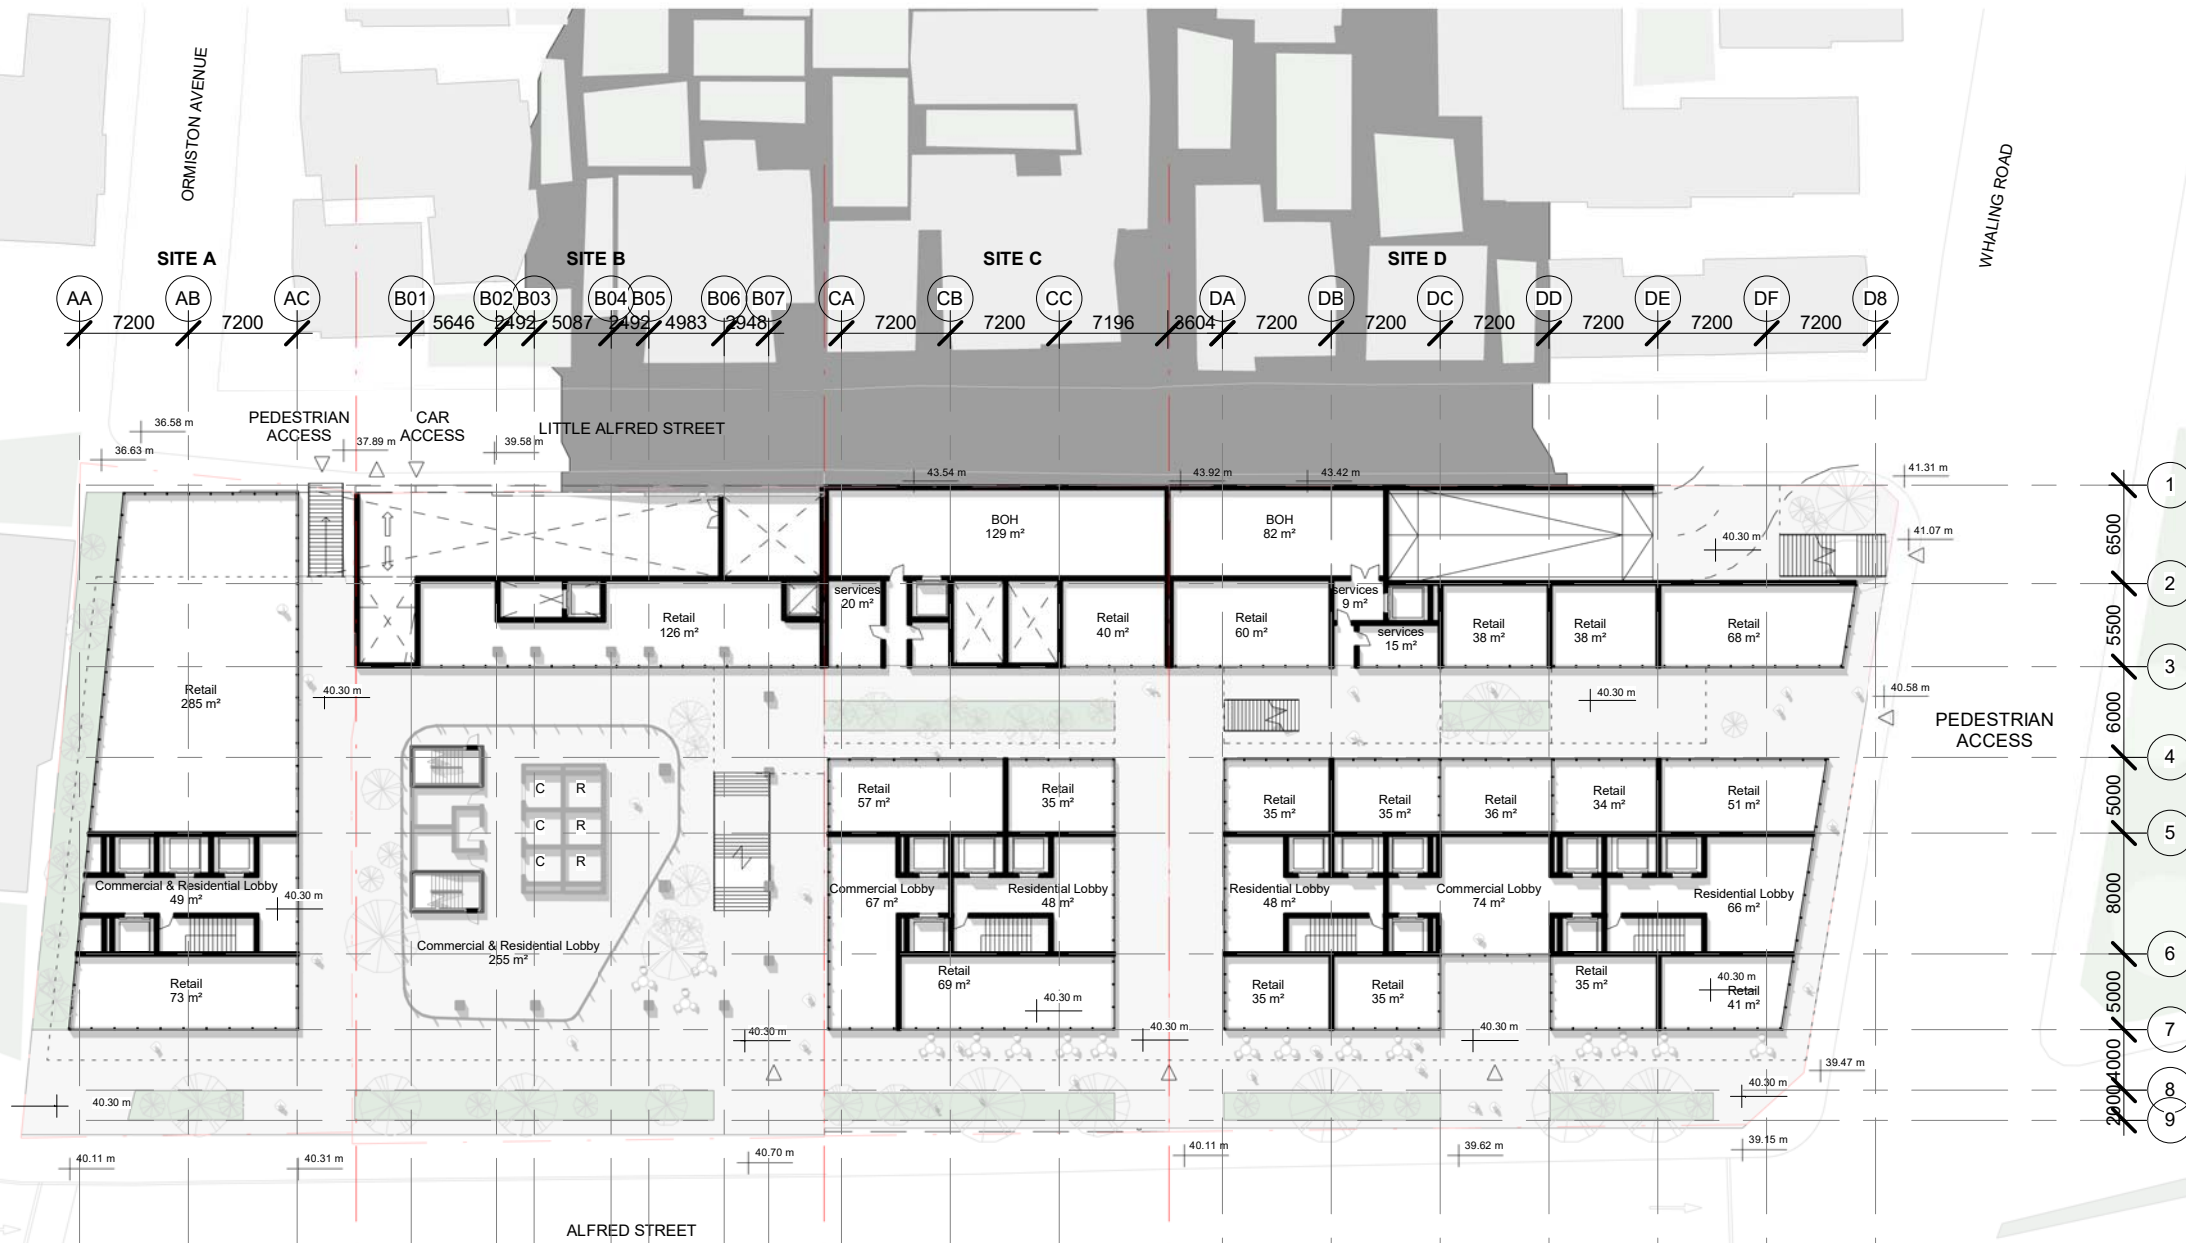 ORMISTON AVENUE
WHALING ROAD
SITE A
SITE B
SITE C
SITE D
AA
AB
AC
B01
B02
B03
B04
B05
B06
B07
CA
CB
CC
DA
DB
DC
DD
DE
DF
D8
7200
7200
5646
2492
5087
2492
4983
2948
7200
7200
7196
3604
7200
7200
7200
7200
7200
7200
PEDESTRIAN
ACCESS
CAR
ACCESS
LITTLE ALFRED STREET
36.58 m
36.63 m
37.89 m
39.58 m
43.54 m
43.92 m
43.42 m
41.31 m
41.07 m
40.30 m
1
6500
2
5500
3
6000
4
5000
5
8000
6
5000
7
4000
8
2000
9
BOH
129 m²
BOH
82 m²
services
20 m²
Retail
126 m²
Retail
40 m²
Retail
60 m²
services
9 m²
services
15 m²
Retail
38 m²
Retail
38 m²
Retail
68 m²
Retail
285 m²
40.30 m
40.30 m
40.58 m
PEDESTRIAN
ACCESS
C R
C R
C R
Retail
57 m²
Retail
35 m²
Retail
35 m²
Retail
35 m²
Retail
36 m²
Retail
34 m²
Retail
51 m²
Commercial & Residential Lobby
49 m²
40.30 m
Commercial & Residential Lobby
255 m²
Commercial Lobby
67 m²
Residential Lobby
48 m²
Residential Lobby
48 m²
Commercial Lobby
74 m²
Residential Lobby
66 m²
Retail
73 m²
Retail
69 m²
40.30 m
Retail
35 m²
Retail
35 m²
Retail
35 m²
40.30 m
Retail
41 m²
40.30 m
40.30 m
40.30 m
39.47 m
40.30 m
40.30 m
40.11 m
40.31 m
40.70 m
40.11 m
39.62 m
39.15 m
ALFRED STREET